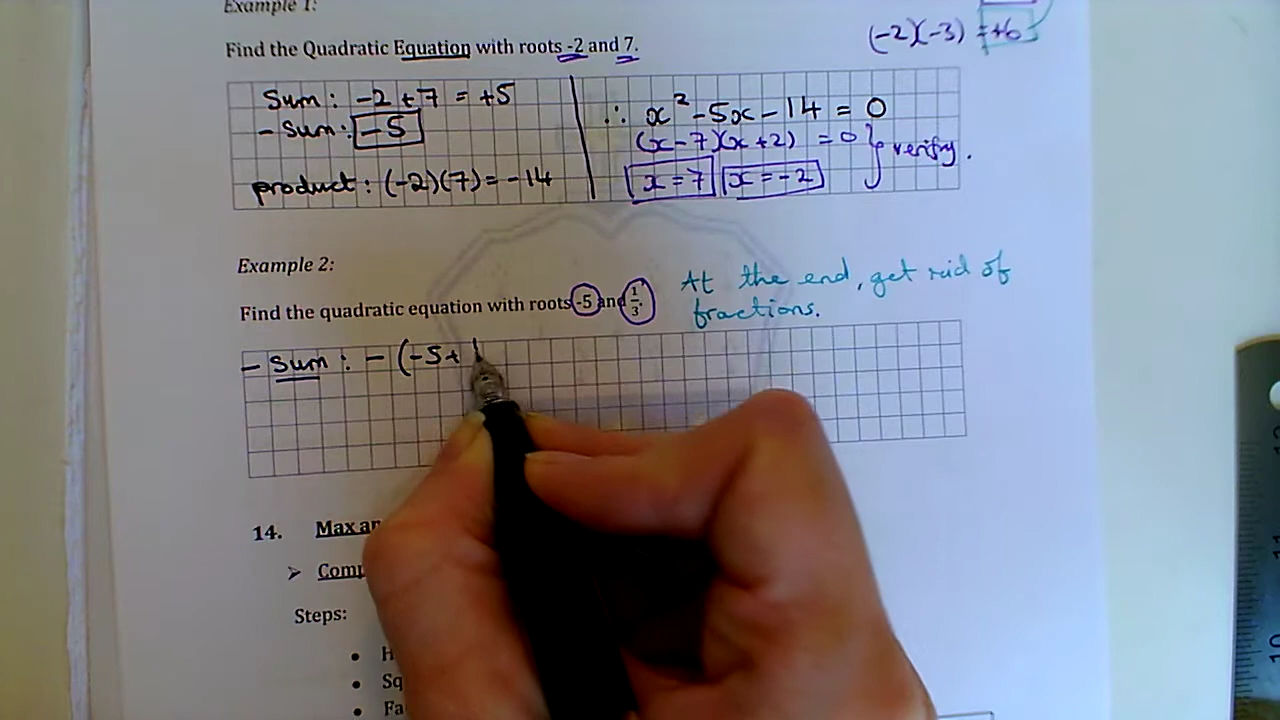 Example 1:
(-2)(-3) = +6
Find the Quadratic Equation with roots -2 and 7.
Sum : -2 + 7 = +5
- Sum : -5
product : (-2)(7) = -14
∴ x² - 5x - 14 = 0
(x - 7)(x + 2) = 0 } verify.
x = 7 x = -2
Example 2:
Find the quadratic equation with roots -5 and 1/3.
At the end, get rid of
fractions.
- Sum : - (-5 + 1
14. Max an
➢ Comp
Steps:
• H
• Sq
• Fa